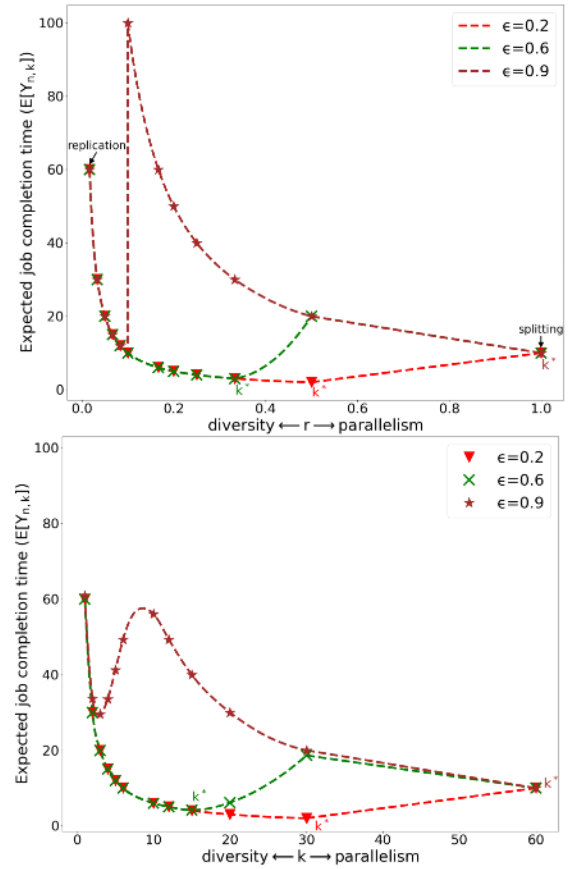 100
80
60
40
20
0
Expected job completion time (E[Y_{n,k}])
ϵ=0.2
ϵ=0.6
ϵ=0.9
replication
splitting
k*
k*
k*
0.0 0.2 0.4 0.6 0.8 1.0
diversity ⟵ r ⟶ parallelism
100
80
60
40
20
0
Expected job completion time (E[Y_{n,k}])
ϵ=0.2
ϵ=0.6
ϵ=0.9
k*
k*
k*
0 10 20 30 40 50 60
diversity ⟵ k ⟶ parallelism